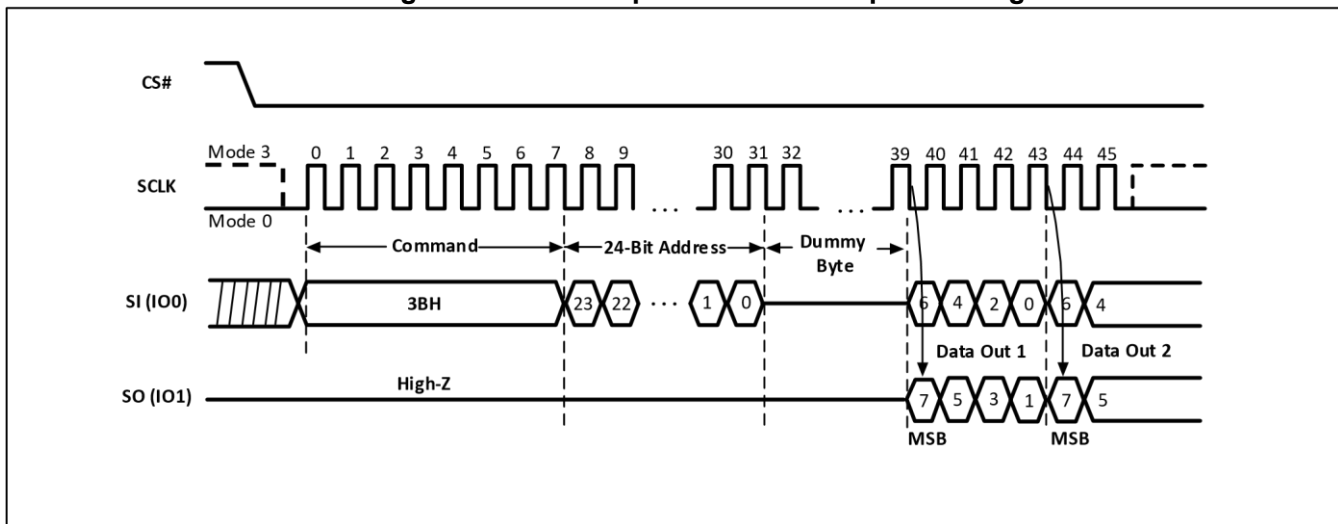 CS#
Mode 3 0 1 2 3 4 5 6 7 8 9 30 31 32 39 40 41 42 43 44 45
SCLK
... ...
Mode 0
Command 24-Bit Address Dummy
Byte
SI (IO0) 3BH 23 22 ... 1 0 6 4 2 0 6 4
Data Out 1 Data Out 2
High-Z
SO (IO1) 7 5 3 1 7 5
MSB MSB